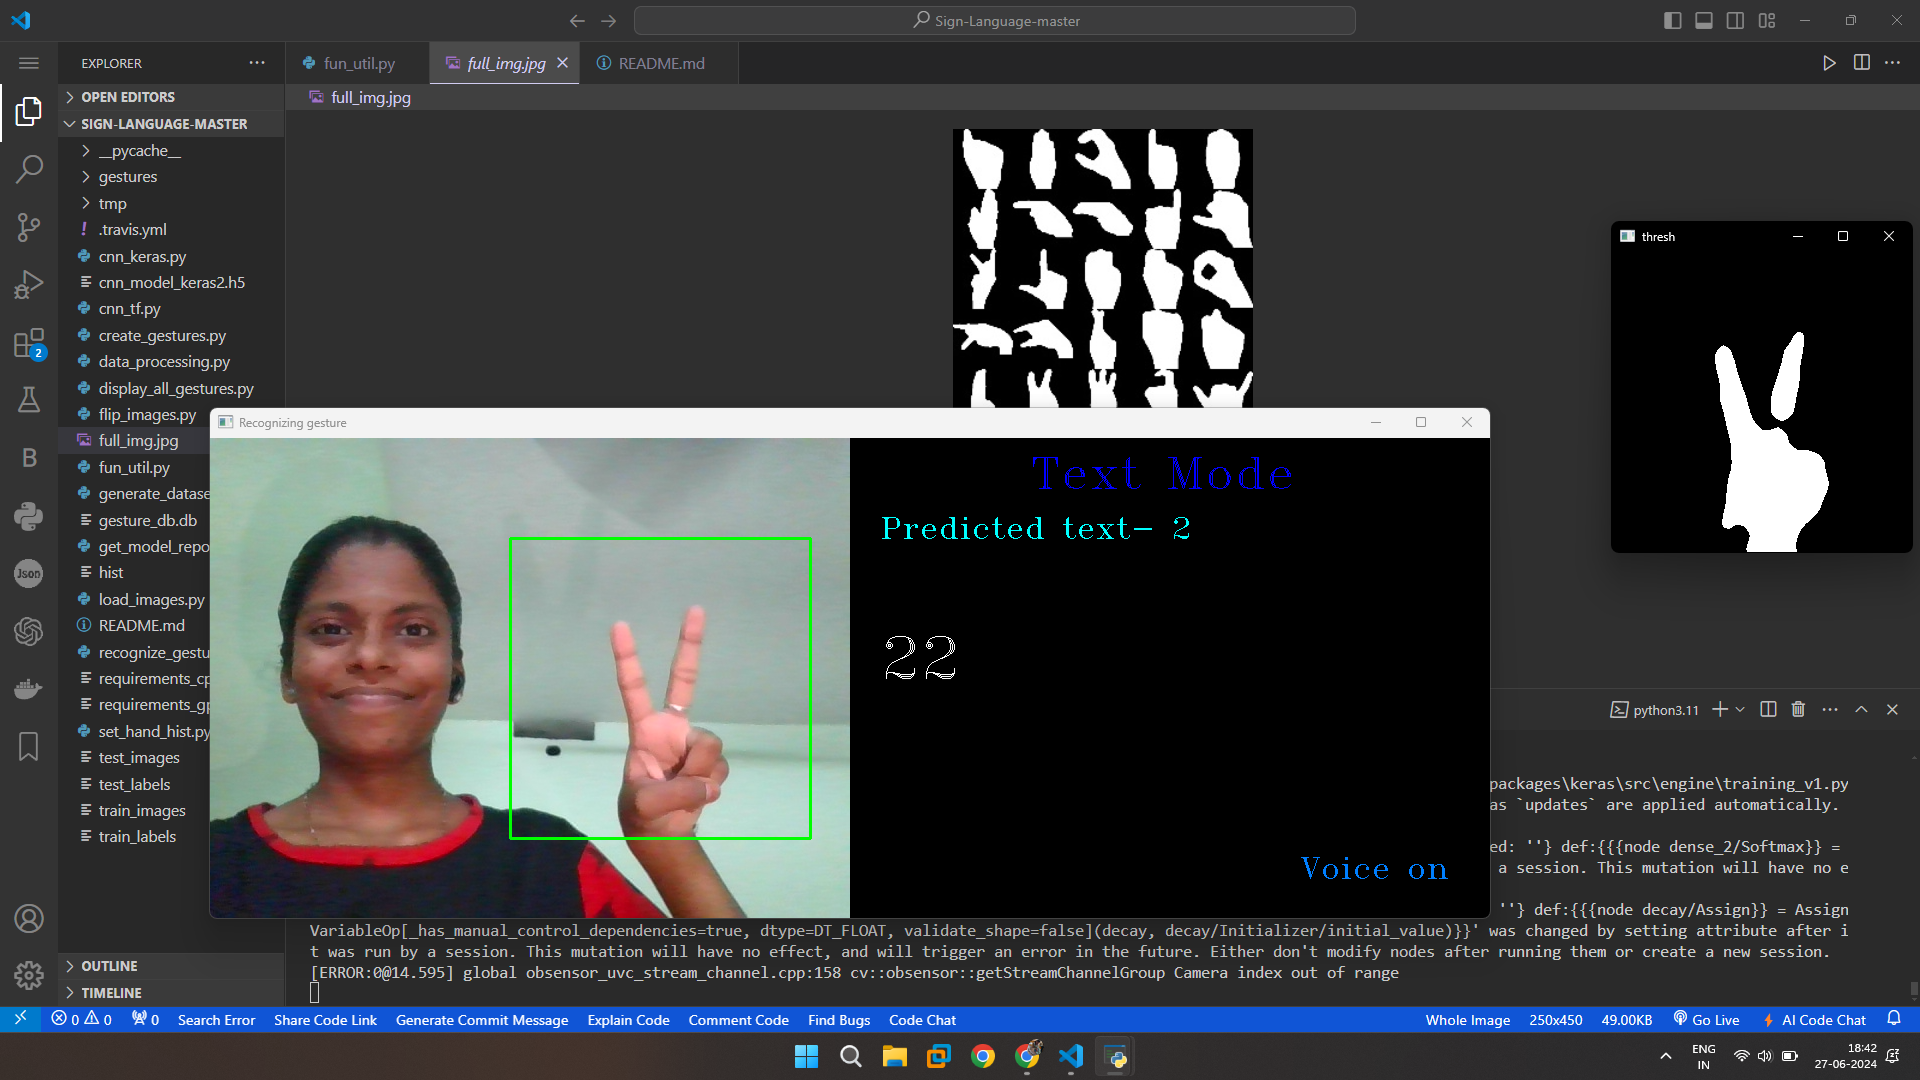 Sign-Language-master
EXPLORER
fun_util.py
full_img.jpg
README.md
OPEN EDITORS
full_img.jpg
SIGN-LANGUAGE-MASTER
__pycache__
gestures
tmp
.travis.yml
cnn_keras.py
cnn_model_keras2.h5
cnn_tf.py
create_gestures.py
data_processing.py
display_all_gestures.py
flip_images.py
full_img.jpg
fun_util.py
generate_datase
gesture_db.db
get_model_repo
hist
load_images.py
README.md
recognize_gestu
requirements_cp
requirements_gp
set_hand_hist.py
test_images
test_labels
train_images
train_labels
OUTLINE
TIMELINE
2
B
Json
thresh
Recognizing gesture
Text Mode
Predicted text- 2
22
Voice on
python3.11
packages\keras\src\engine\training_v1.py
as `updates` are applied automatically.
ed: ''} def:{{{node dense_2/Softmax}} =
a session. This mutation will have no e
''} def:{{{node decay/Assign}} = Assign
VariableOp[_has_manual_control_dependencies=true, dtype=DT_FLOAT, validate_shape=false](decay, decay/Initializer/initial_value)}}' was changed by setting attribute after i
t was run by a session. This mutation will have no effect, and will trigger an error in the future. Either don't modify nodes after running them or create a new session.
[ERROR:0@14.595] global obsensor_uvc_stream_channel.cpp:158 cv::obsensor::getStreamChannelGroup Camera index out of range
0 0 0 Search Error Share Code Link Generate Commit Message Explain Code Comment Code Find Bugs Code Chat Whole Image 250x450 49.00KB Go Live AI Code Chat
ENG
IN
18:42
27-06-2024